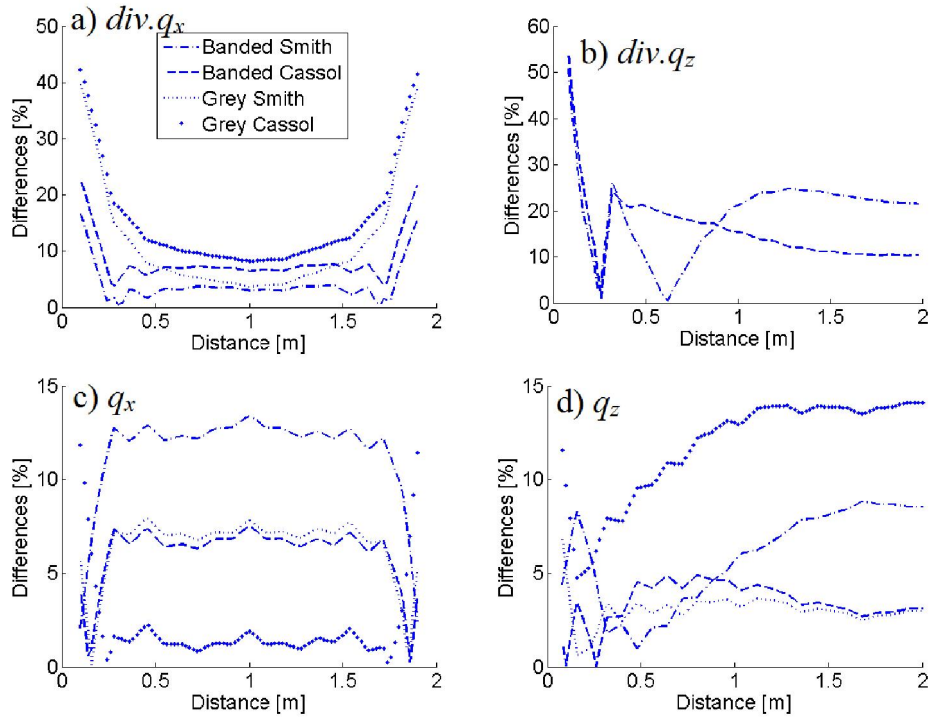 a) div.qx
50
40
30
20
10
0
Differences [%]
0 0.5 1 1.5 2
Distance [m]
Banded Smith
Banded Cassol
Grey Smith
Grey Cassol
b) div.qz
60
50
40
30
20
10
0
Differences [%]
0 0.5 1 1.5 2
Distance [m]
c) qx
15
10
5
0
Differences [%]
0 0.5 1 1.5 2
Distance [m]
d) qz
15
10
5
0
Differences [%]
0 0.5 1 1.5 2
Distance [m]